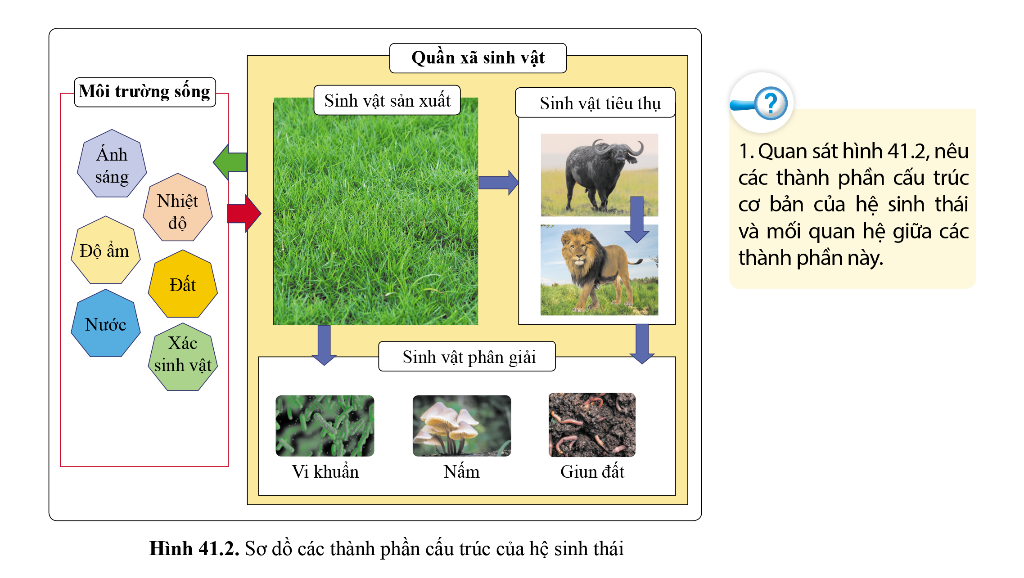 Quần xã sinh vật
Môi trường sống
Sinh vật sản xuất
Sinh vật tiêu thụ
Ánh
sáng
Nhiệt
độ
Độ ẩm
Đất
Nước
Xác
sinh vật
Sinh vật phân giải
Vi khuẩn
Nấm
Giun đất
Hình 41.2. Sơ đồ các thành phần cấu trúc của hệ sinh thái
?
1. Quan sát hình 41.2, nêu
các thành phần cấu trúc
cơ bản của hệ sinh thái
và mối quan hệ giữa các
thành phần này.